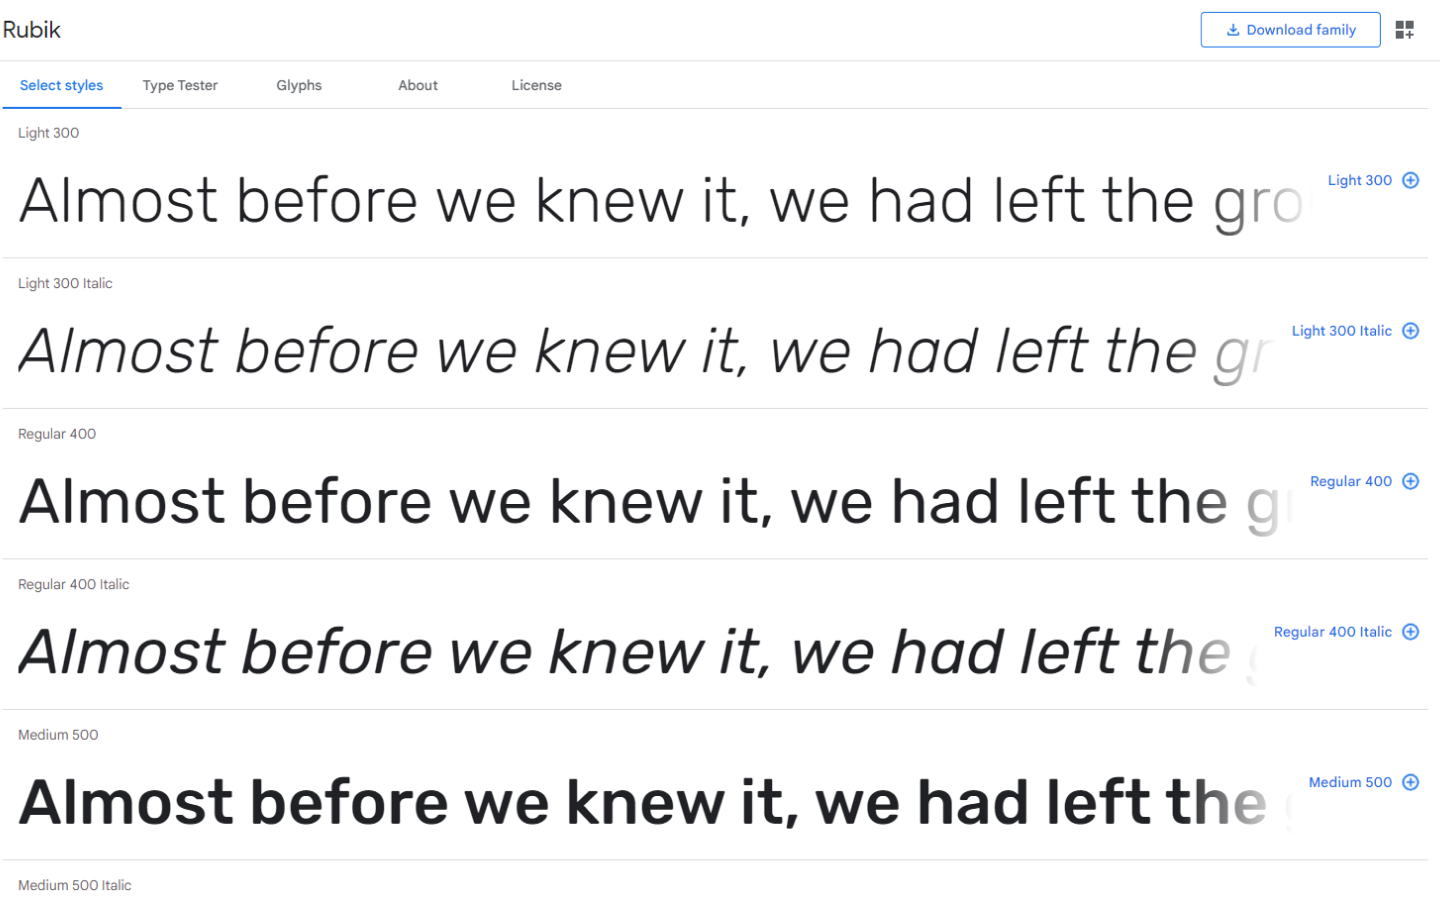 Rubik
Download family
Select styles Type Tester Glyphs About License
Light 300
Almost before we knew it, we had left the gro
Light 300
Light 300 Italic
Almost before we knew it, we had left the gr
Light 300 Italic
Regular 400
Almost before we knew it, we had left the g
Regular 400
Regular 400 Italic
Almost before we knew it, we had left the
Regular 400 Italic
Medium 500
Almost before we knew it, we had left the
Medium 500
Medium 500 Italic